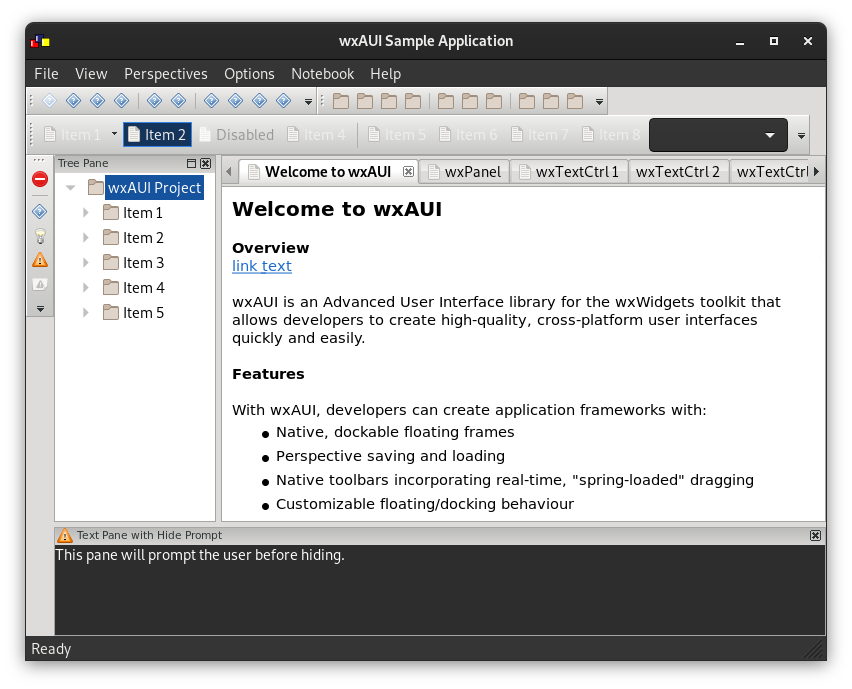 wxAUI Sample Application
File View Perspectives Options Notebook Help
Item 1 Item 2 Disabled Item 4 Item 5 Item 6 Item 7 Item 8
Tree Pane
wxAUI Project
Item 1
Item 2
Item 3
Item 4
Item 5
Welcome to wxAUI wxPanel wxTextCtrl 1 wxTextCtrl 2 wxTextCtrl
Welcome to wxAUI
Overview
link text
wxAUI is an Advanced User Interface library for the wxWidgets toolkit that
allows developers to create high-quality, cross-platform user interfaces
quickly and easily.
Features
With wxAUI, developers can create application frameworks with:
Native, dockable floating frames
Perspective saving and loading
Native toolbars incorporating real-time, "spring-loaded" dragging
Customizable floating/docking behaviour
Text Pane with Hide Prompt
This pane will prompt the user before hiding.
Ready